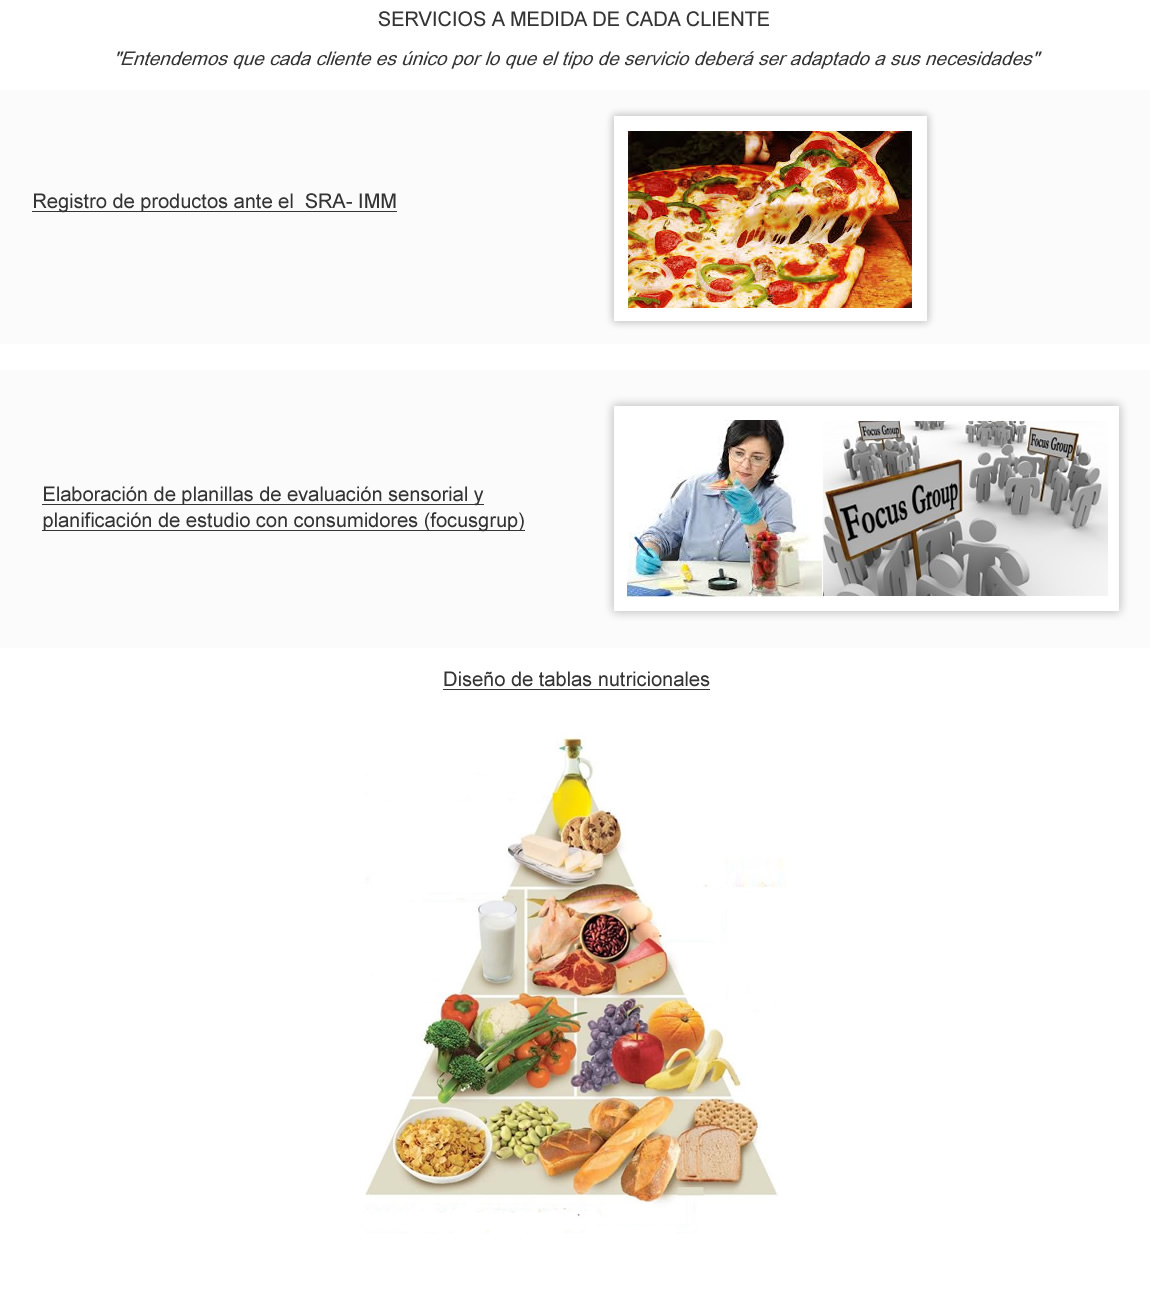 SERVICIOS A MEDIDA DE CADA CLIENTE
"Entendemos que cada cliente es único por lo que el tipo de servicio deberá ser adaptado a sus necesidades"
Registro de productos ante el  SRA- IMM
Elaboración de planillas de evaluación sensorial y
planificación de estudio con consumidores (focusgrup)
Focus Group
Focus Group
Focus Group
Diseño de tablas nutricionales